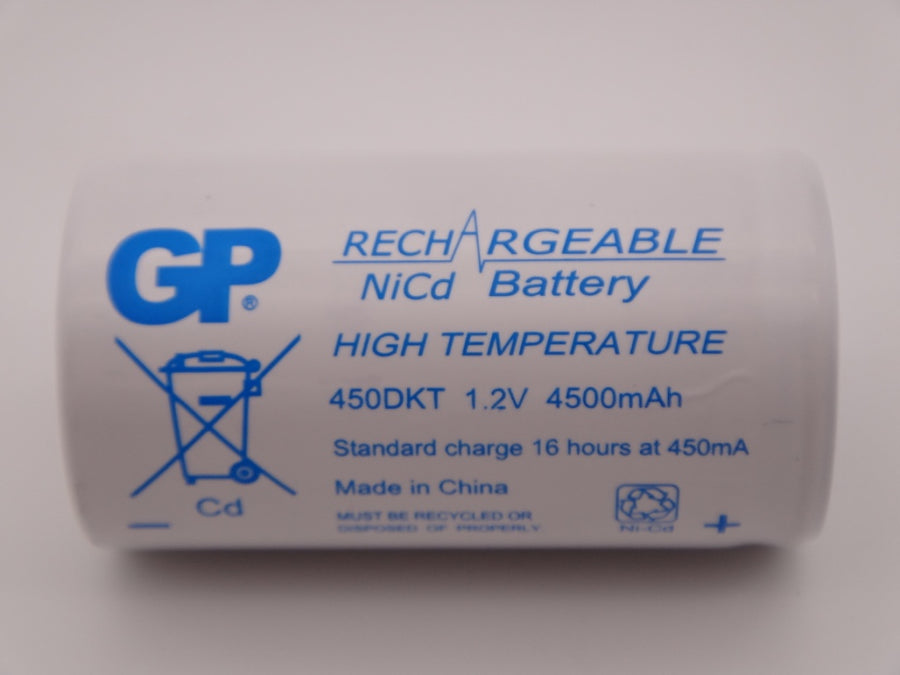 GP®
RECHARGEABLE
NiCd Battery
HIGH TEMPERATURE
450DKT 1.2V 4500mAh
Standard charge 16 hours at 450mA
Made in China
MUST BE RECYCLED OR
DISPOSED OF PROPERLY.
Cd
Ni-Cd
− +